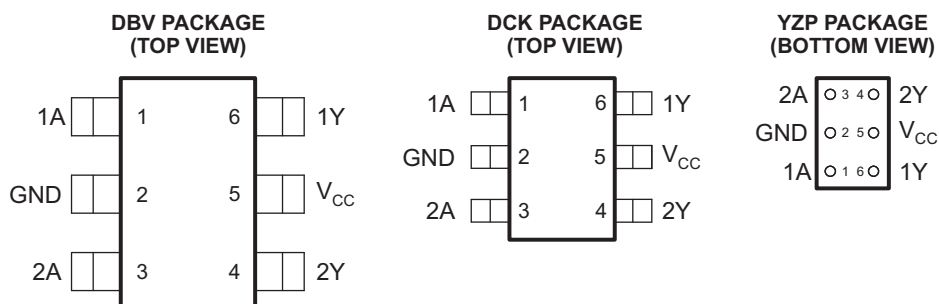 DBV PACKAGE
(TOP VIEW)
1A 1 6 1Y
GND 2 5 VCC
2A 3 4 2Y
DCK PACKAGE
(TOP VIEW)
1A 1 6 1Y
GND 2 5 VCC
2A 3 4 2Y
YZP PACKAGE
(BOTTOM VIEW)
2A 3 4 2Y
GND 2 5 VCC
1A 1 6 1Y